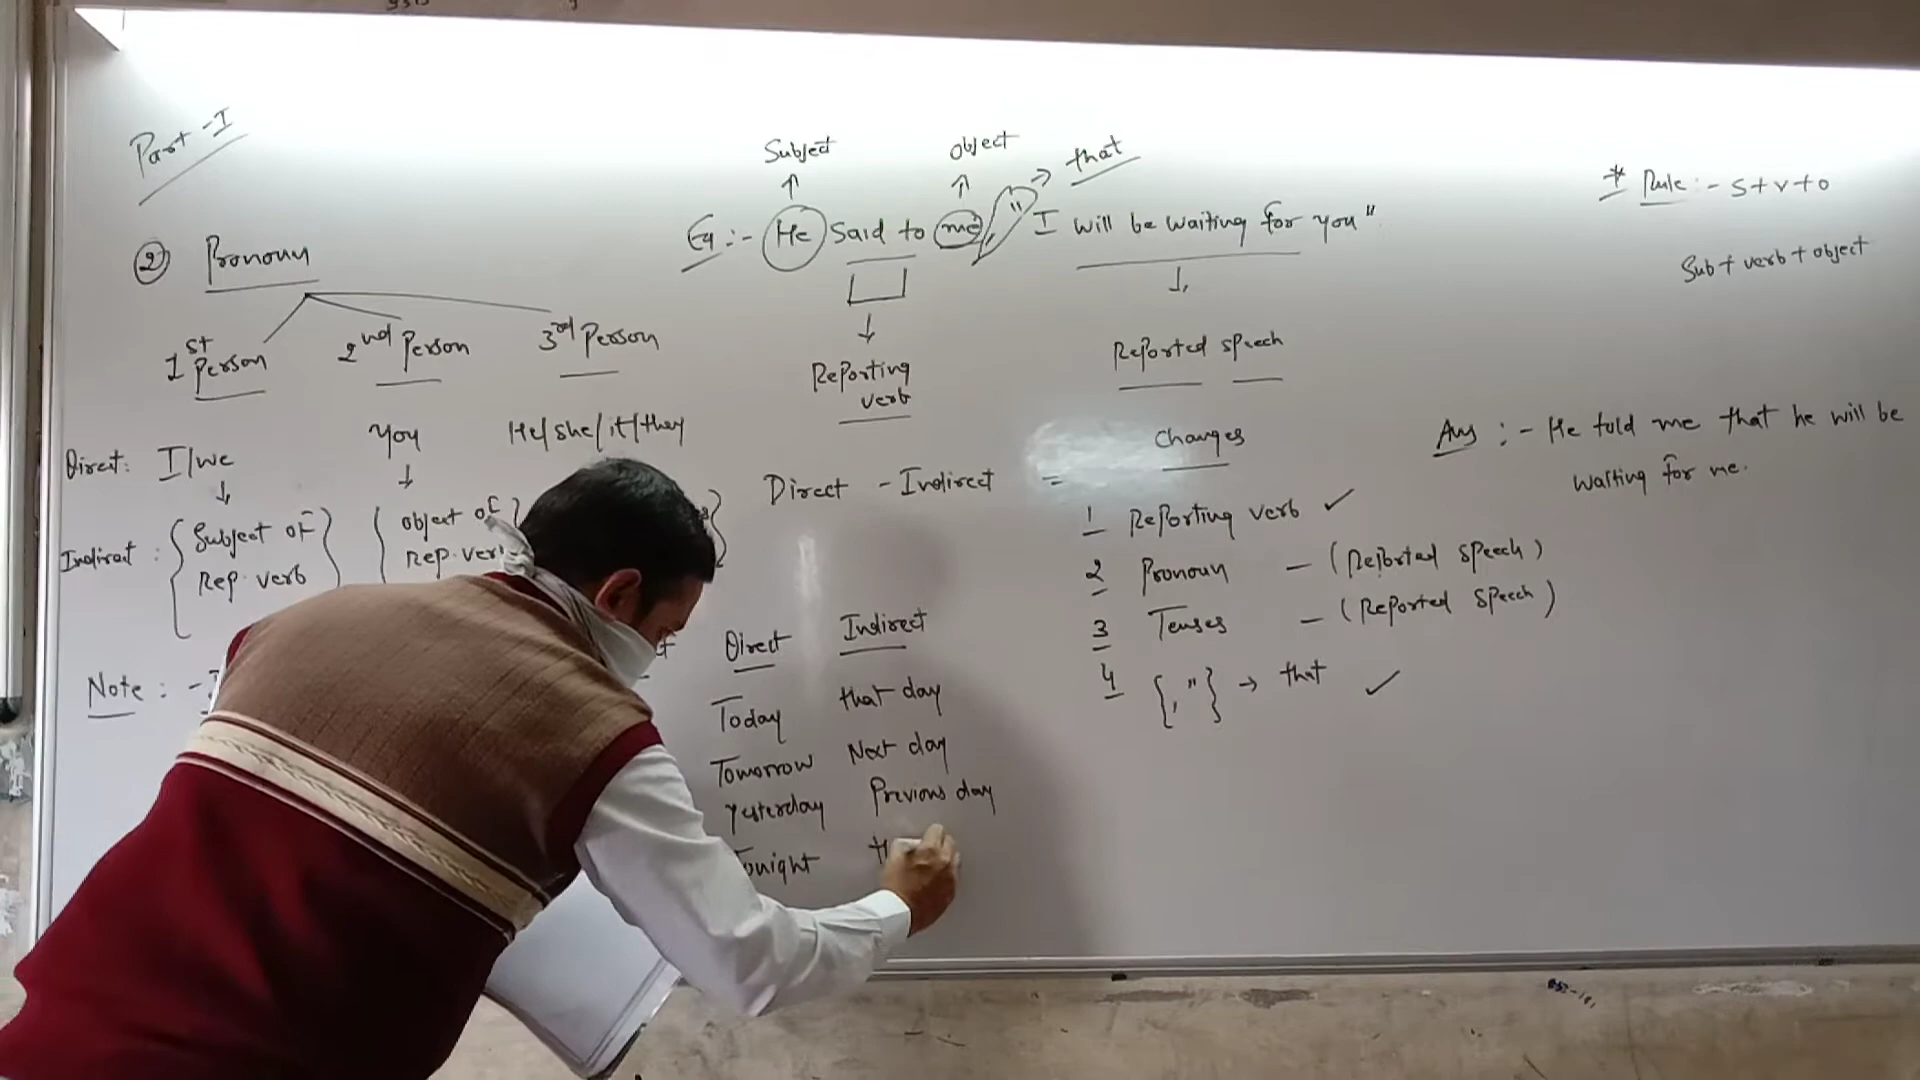 Part-I
② Pronoun
1st Person 2nd Person 3rd Person
Direct: I/we You He/she/it/they
Indirect: { Subject of Rep. verb } { object of Rep. ver
Note: -
Subject object that
Eg:- He Said to me, " I will be waiting for you"
Reporting verb
Reported speech
Direct - Indirect =
Changes
1 Reporting verb ✓
2 Pronoun - (Reported speech)
3 Tenses - (Reported speech)
4 { , " } → that ✓
Direct Indirect
Today that day
Tomorrow Next day
Yesterday Previous day
Tonight
* Rule:- S+V+O
Sub + verb + object
Ans:- He told me that he will be
waiting for me.